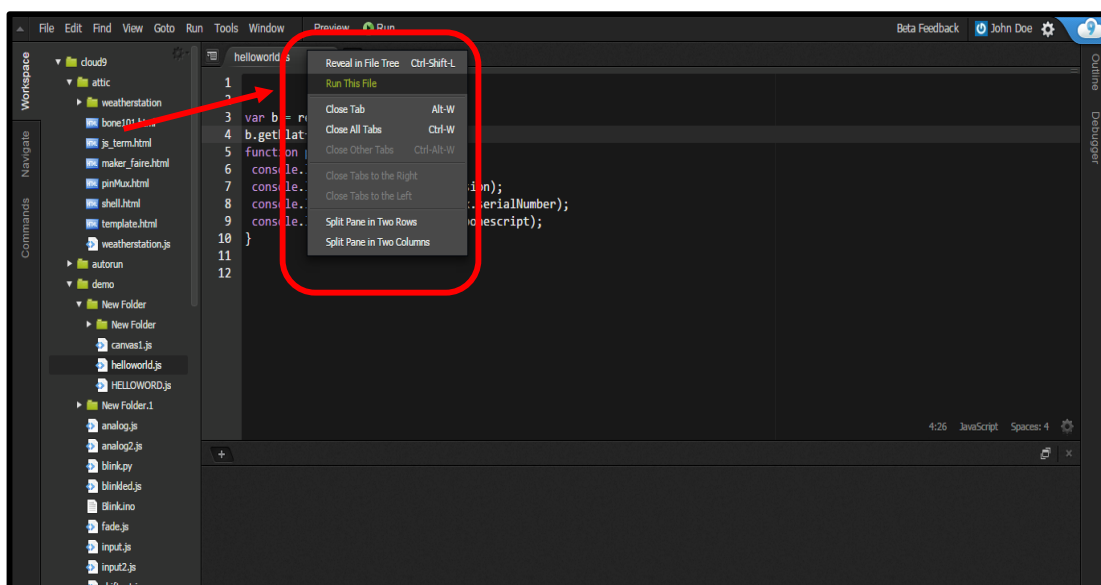 File Edit Find View Goto Run Tools Window Preview Run Beta Feedback John Doe 9
Workspace
Navigate
Commands
cloud9
attic
weatherstation
js_term.html
maker_faire.html
pinMux.html
shell.html
template.html
weatherstation.js
autorun
demo
New Folder
New Folder
canvas1.js
helloworld.js
HELLOWORD.js
New Folder.1
analog.js
analog2.js
blink.py
blinkled.js
Blink.ino
fade.js
input.js
input2.js
1
3 var b = r
4 b.get
5 function
6 console.
7 console. ion);
8 console. .serialNumber);
9 console. onescript);
10 }
11
12
Reveal in File Tree Ctrl-Shift-L
Run This File
Close Tab Alt-W
Close All Tabs Ctrl-W
Close Other Tabs Ctrl-Alt-W
Close Tabs to the Right
Close Tabs to the Left
Split Pane in Two Rows
Split Pane in Two Columns
4:26 JavaScript Spaces: 4
+
Outline
Debugger